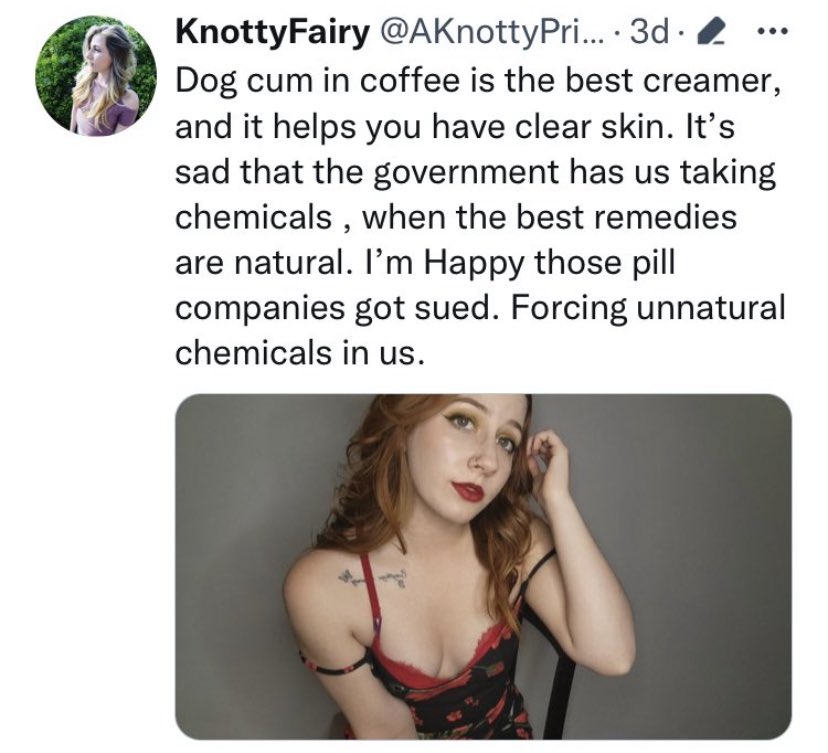 KnottyFairy @AKnottyPri... · 3d ·
Dog cum in coffee is the best creamer,
and it helps you have clear skin. It’s
sad that the government has us taking
chemicals , when the best remedies
are natural. I’m Happy those pill
companies got sued. Forcing unnatural
chemicals in us.